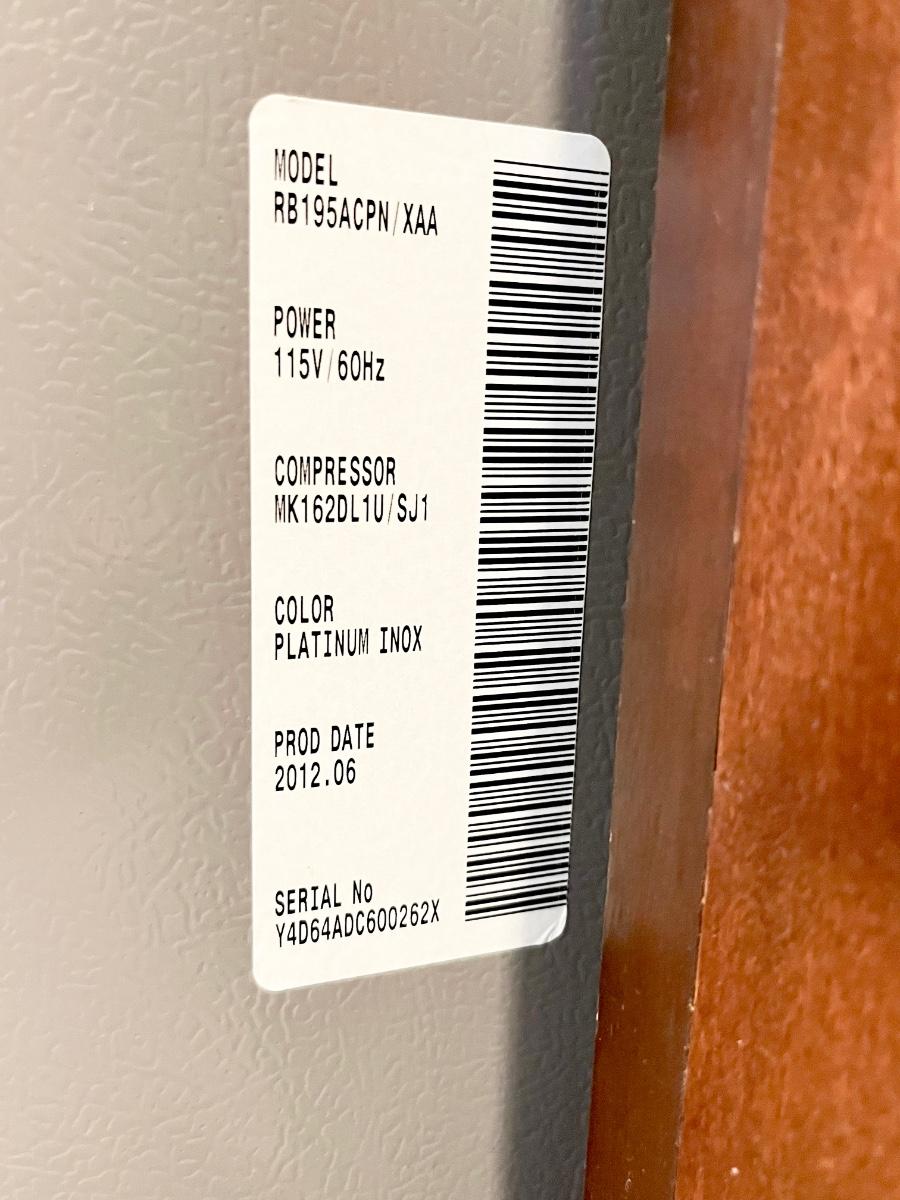 MODEL
RB195ACPN/XAA
POWER
115V/60Hz
COMPRESSOR
MK162DL1U/SJ1
COLOR
PLATINUM INOX
PROD DATE
2012.06
SERIAL No
Y4D64ADC600262X